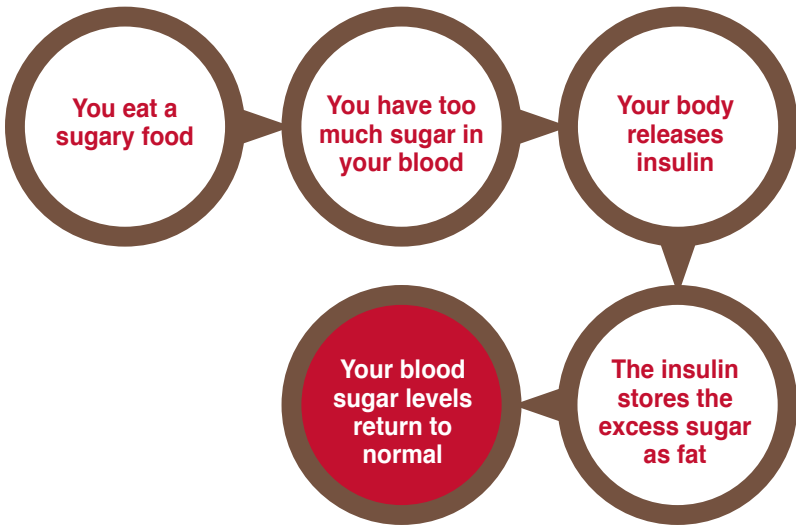 You eat a
sugary food
You have too
much sugar in
your blood
Your body
releases
insulin
The insulin
stores the
excess sugar
as fat
Your blood
sugar levels
return to
normal